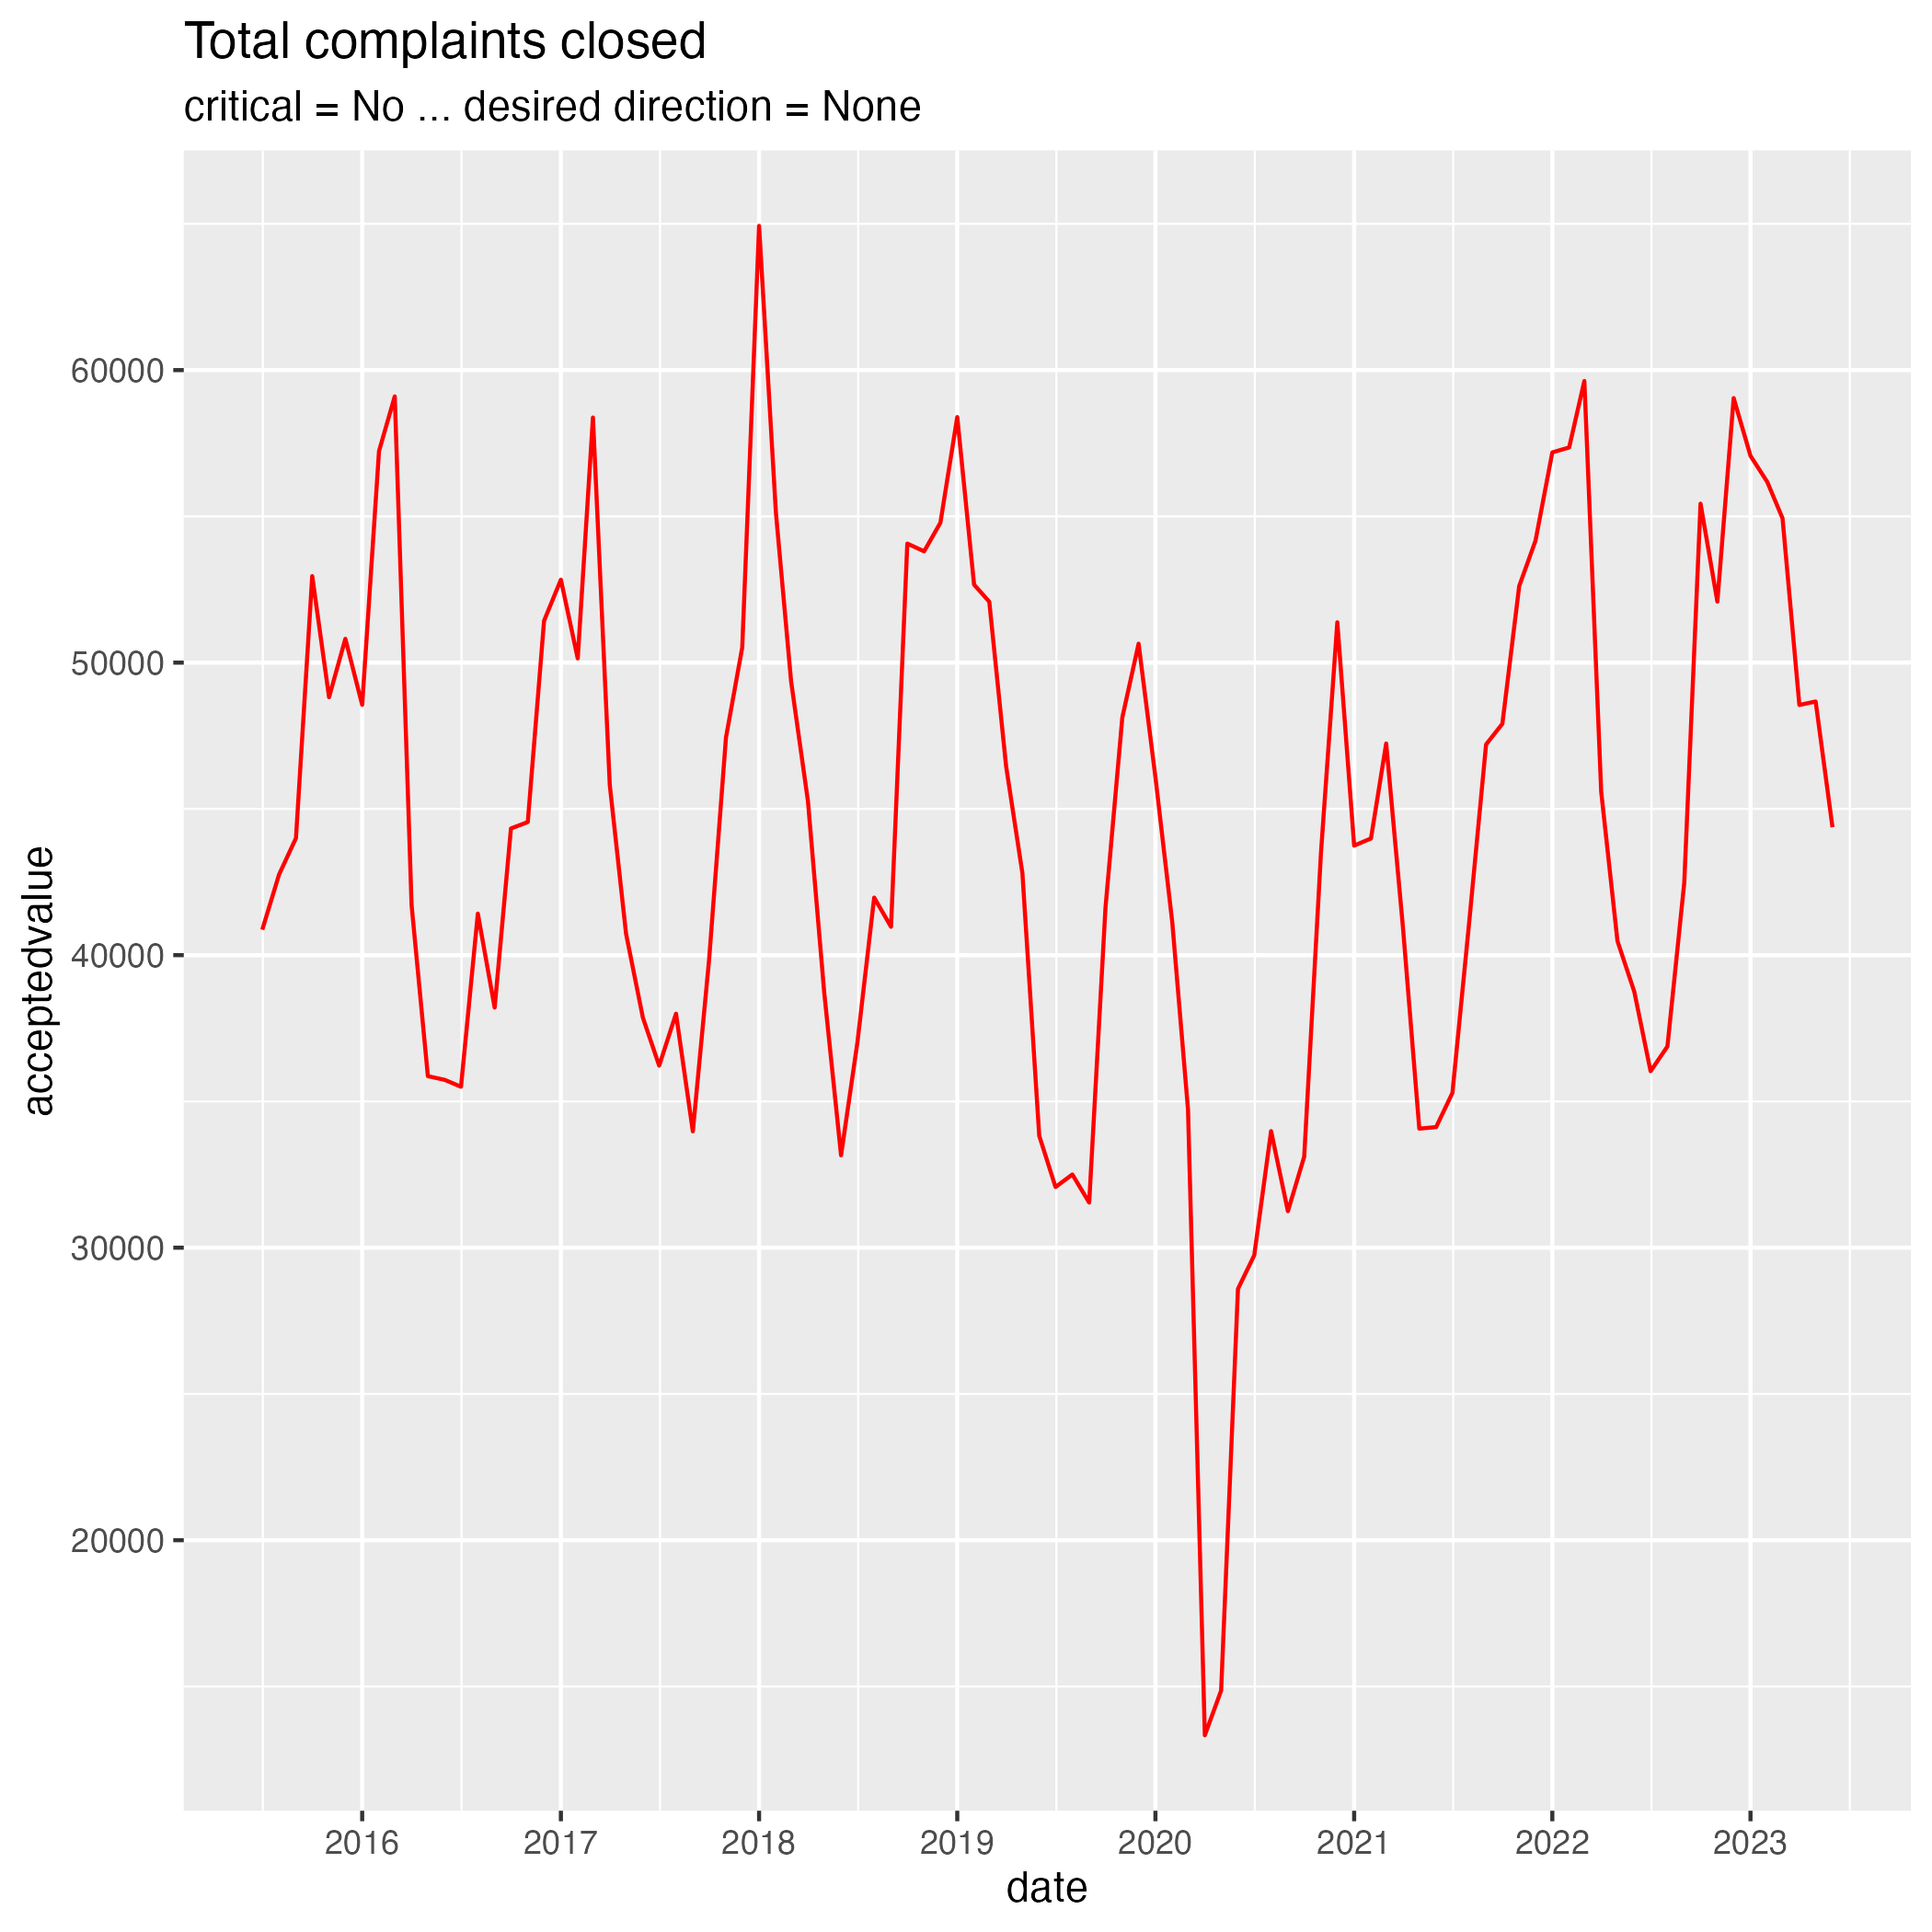 Total complaints closed
critical = No ... desired direction = None
acceptedvalue
60000
50000
40000
30000
20000
2016 2017 2018 2019 2020 2021 2022 2023
date